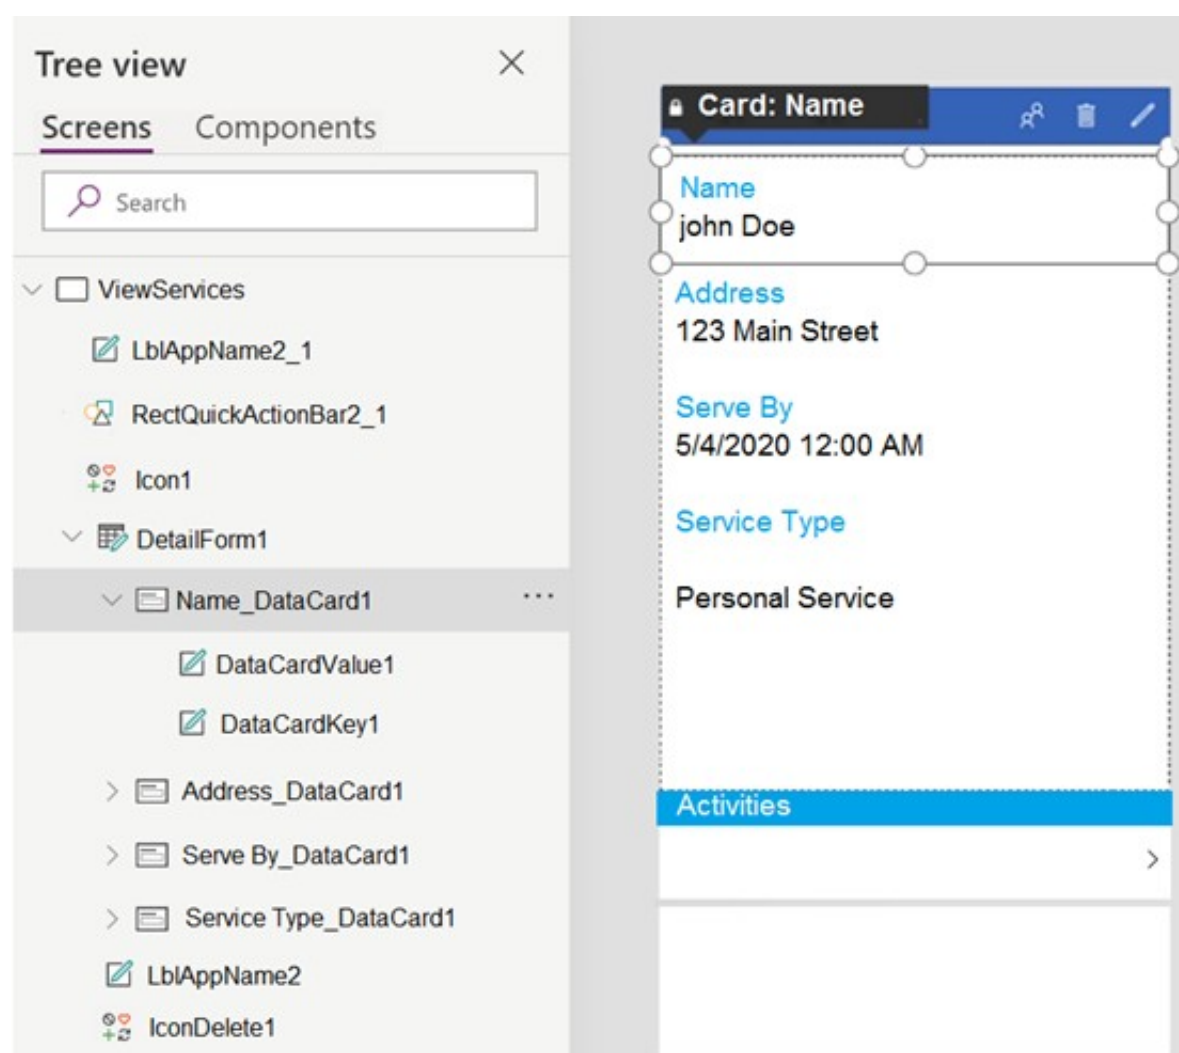 Tree view
Screens Components
Search
ViewServices
LblAppName2_1
RectQuickActionBar2_1
Icon1
DetailForm1
Name_DataCard1
DataCardValue1
DataCardKey1
Address_DataCard1
Serve By_DataCard1
Service Type_DataCard1
LblAppName2
IconDelete1
Card: Name
Name
john Doe
Address
123 Main Street
Serve By
5/4/2020 12:00 AM
Service Type
Personal Service
Activities